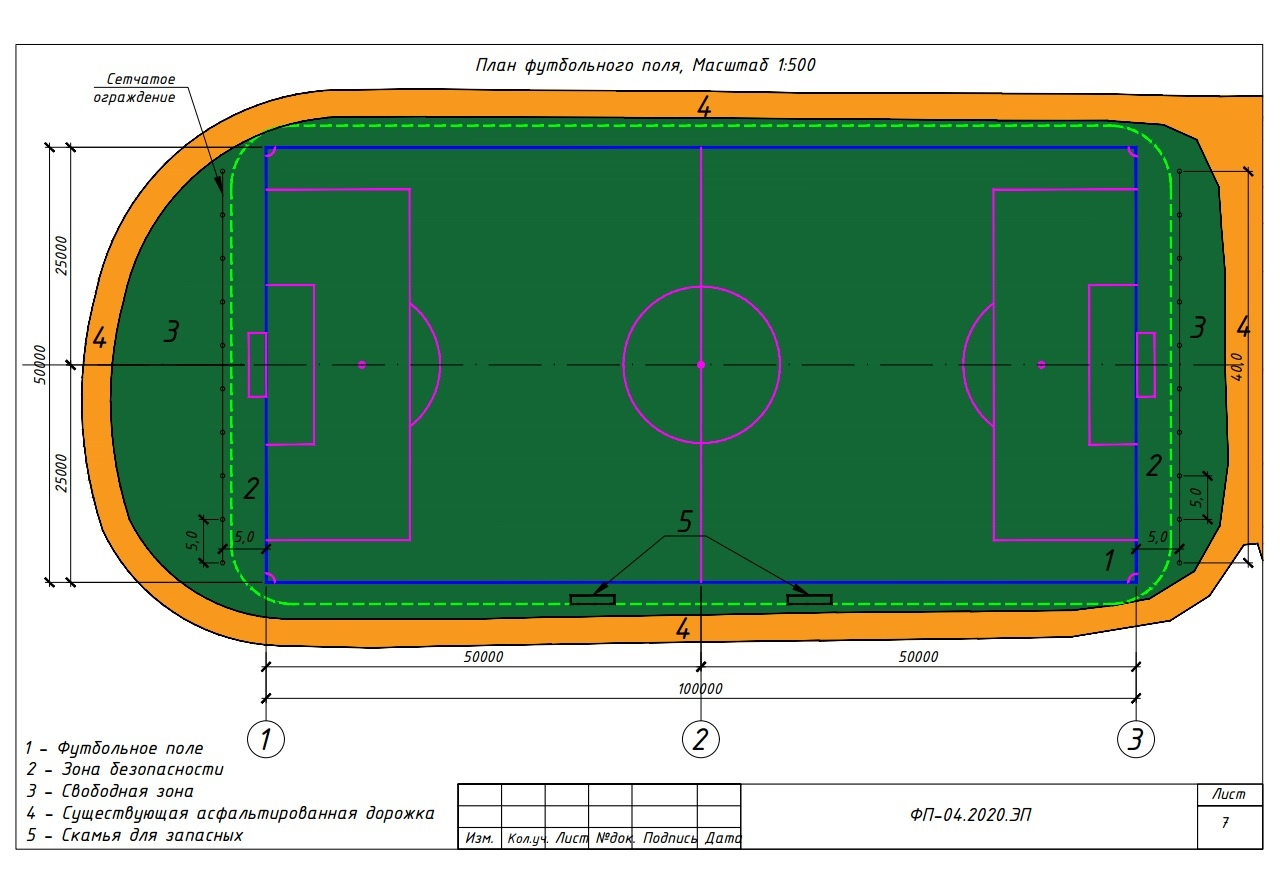 План футбольного поля, Масштаб 1:500
Сетчатое
ограждение
4
25000
50000
25000
4
3
3
4
40,0
2
2
5,0
5,0
5
5,0
5,0
1
4
50000
50000
100000
1
2
3
1 - Футбольное поле
2 - Зона безопасности
3 - Свободная зона
4 - Существующая асфальтированная дорожка
5 - Скамья для запасных
Изм. Кол.уч. Лист №док. Подпись Дата
ФП-04.2020.ЭП
Лист
7